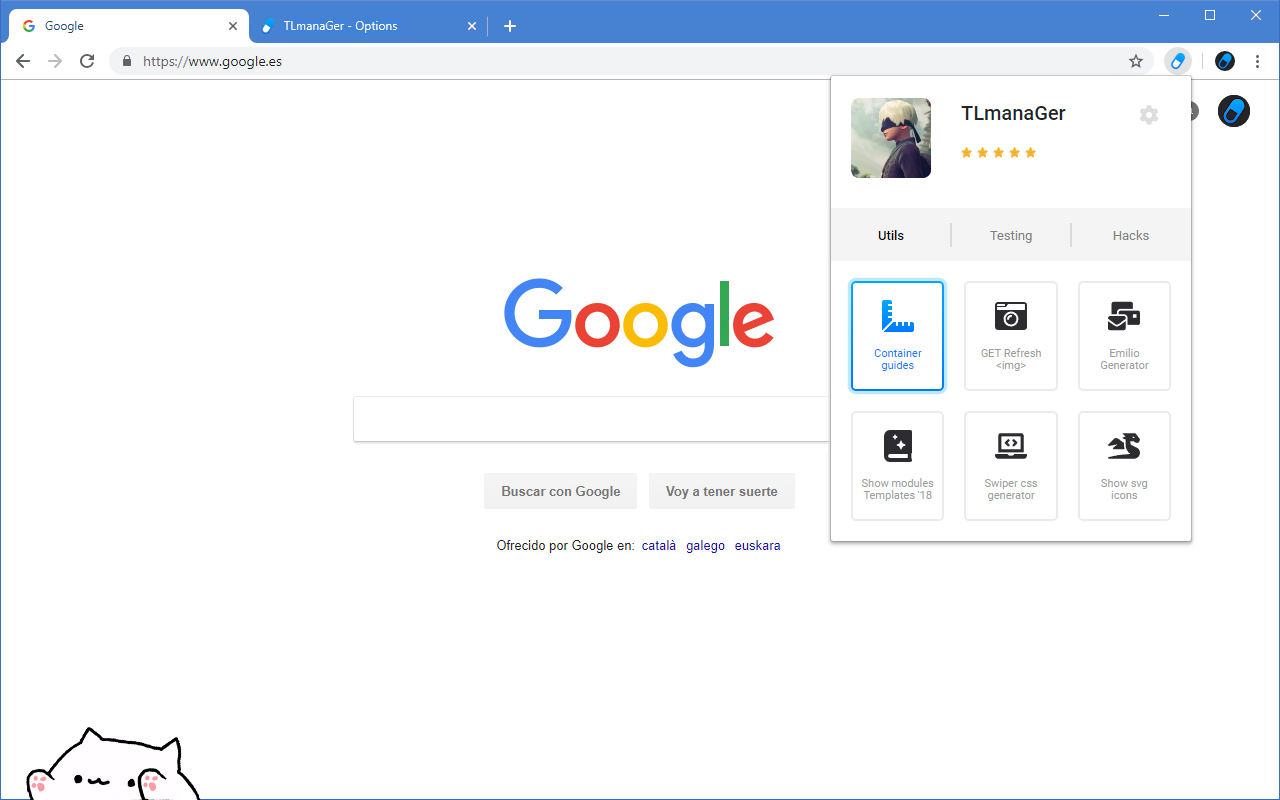 Google
TLmanaGer - Options
https://www.google.es
TLmanaGer
Utils
Testing
Hacks
Container
guides
GET Refresh
<img>
Emilio
Generator
Show modules
Templates '18
Swiper css
generator
Show svg
icons
Google
Buscar con Google
Voy a tener suerte
Ofrecido por Google en: català galego euskara